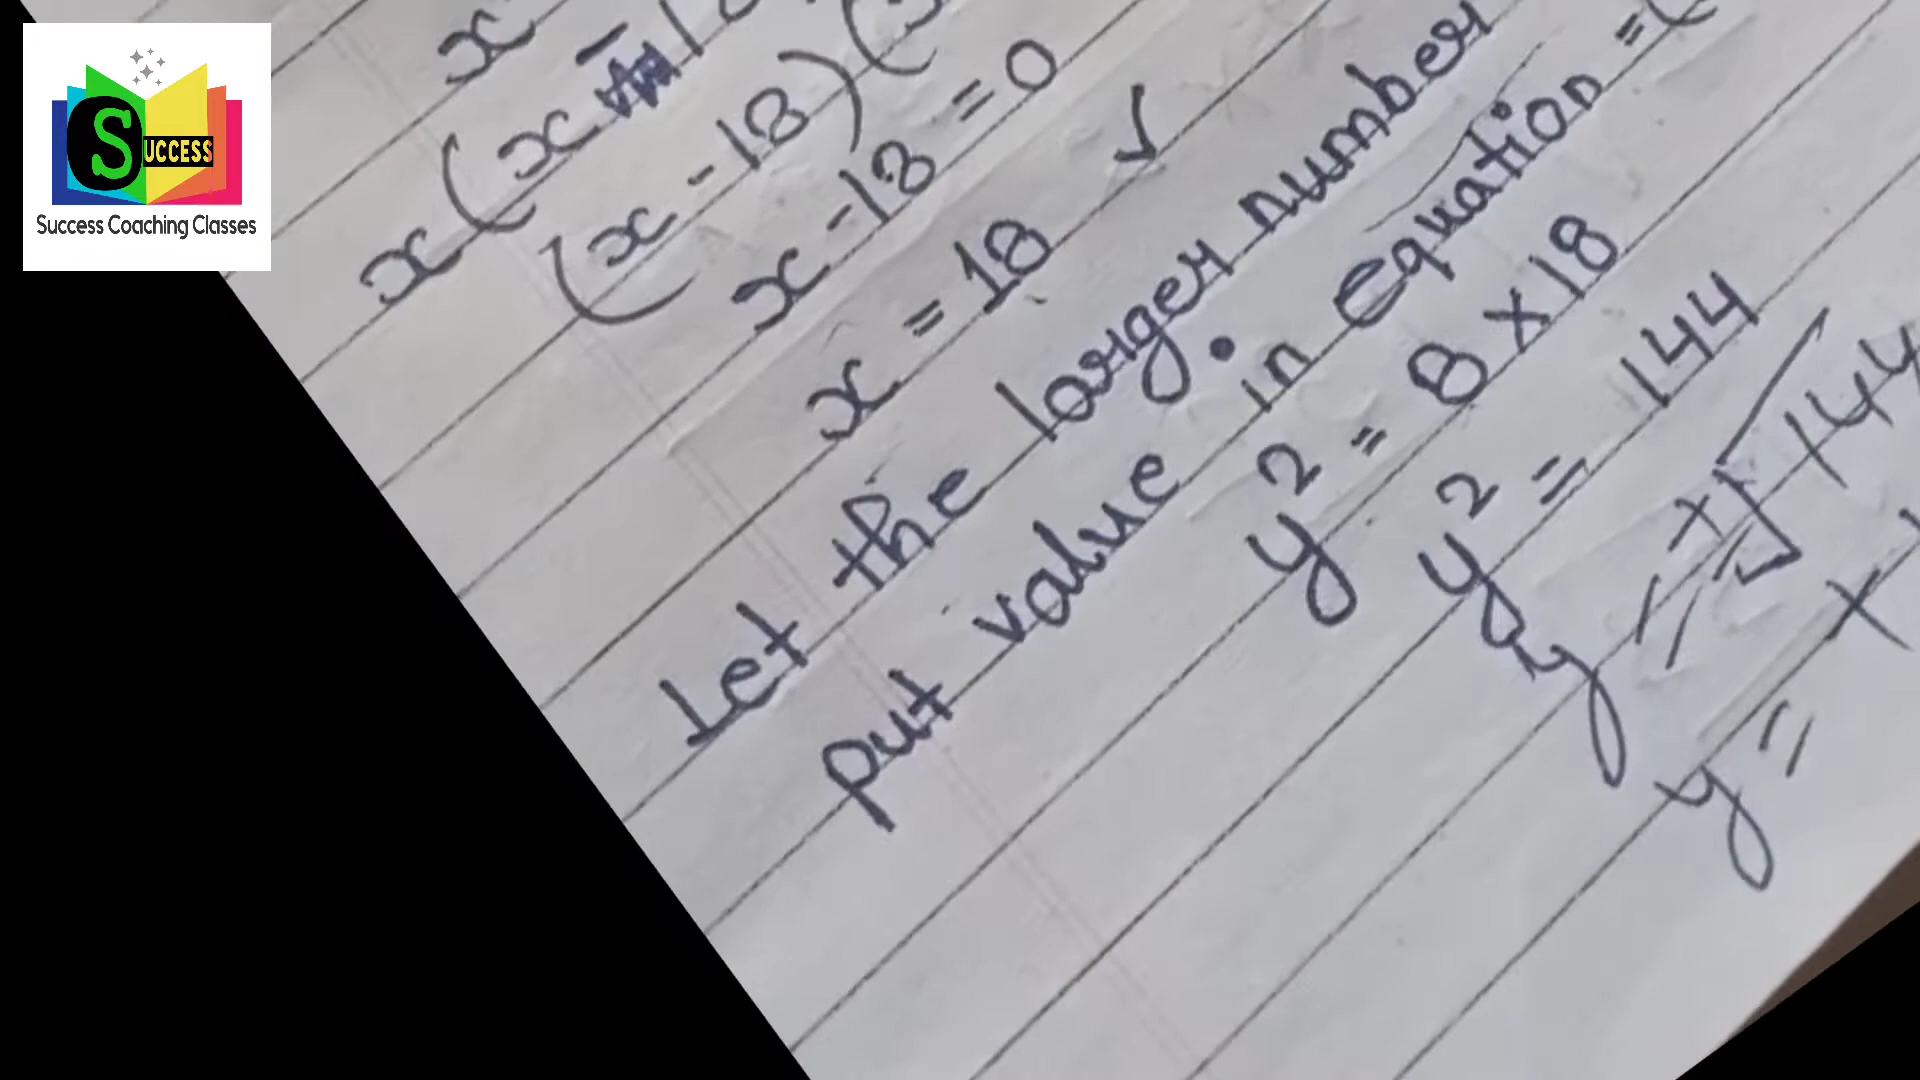 SUCCESS
Success Coaching Classes
x
x(x-18
(x-18)(
x-18=0
x=18 ✓
Let the larger number
put value in equation =(
y²=8×18
y²=144
y=±√144
y=±